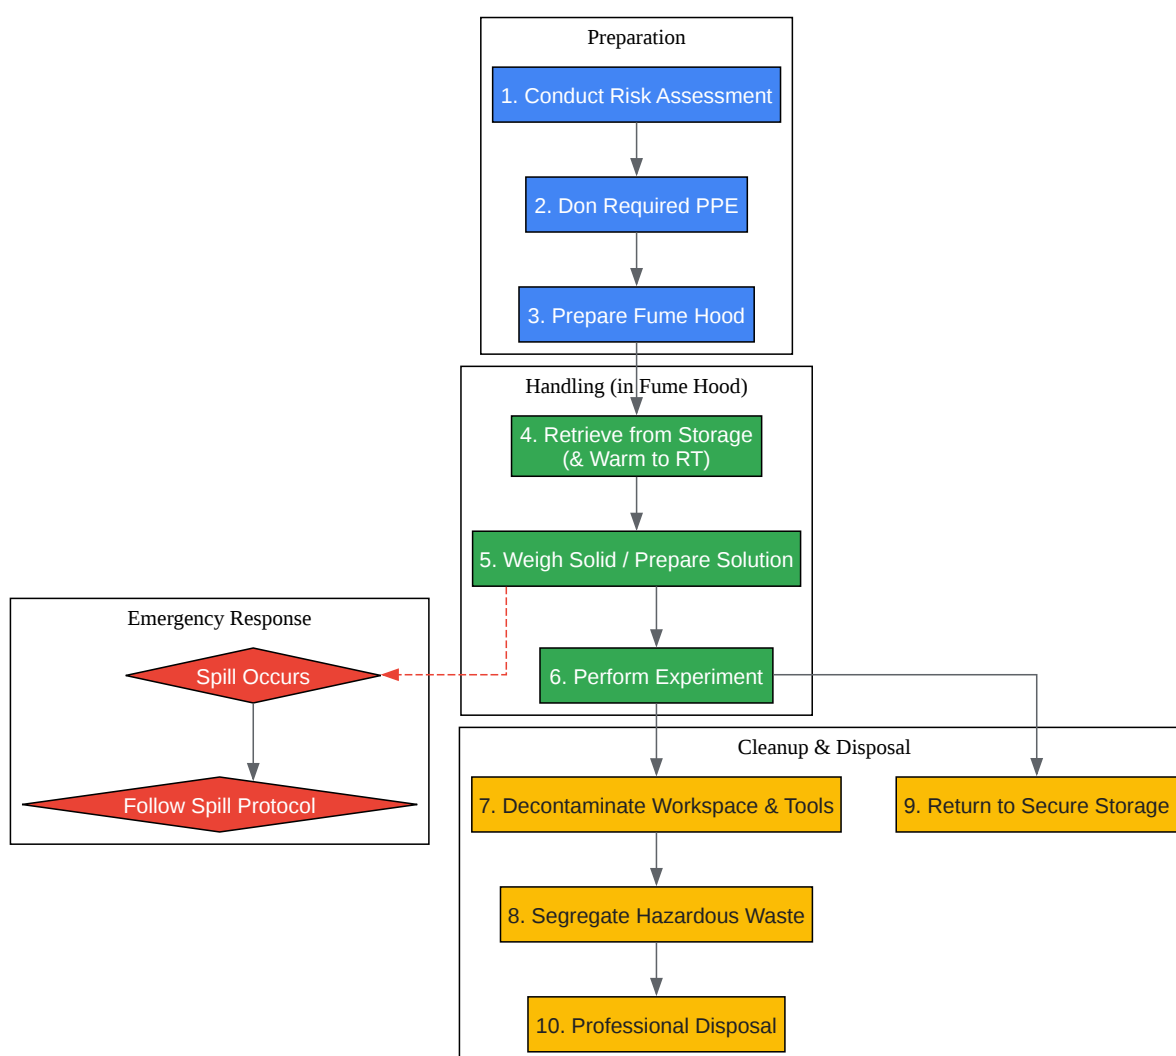 Preparation
1. Conduct Risk Assessment
2. Don Required PPE
3. Prepare Fume Hood
Handling (in Fume Hood)
4. Retrieve from Storage
(& Warm to RT)
5. Weigh Solid / Prepare Solution
6. Perform Experiment
Emergency Response
Spill Occurs
Follow Spill Protocol
Cleanup & Disposal
7. Decontaminate Workspace & Tools
9. Return to Secure Storage
8. Segregate Hazardous Waste
10. Professional Disposal